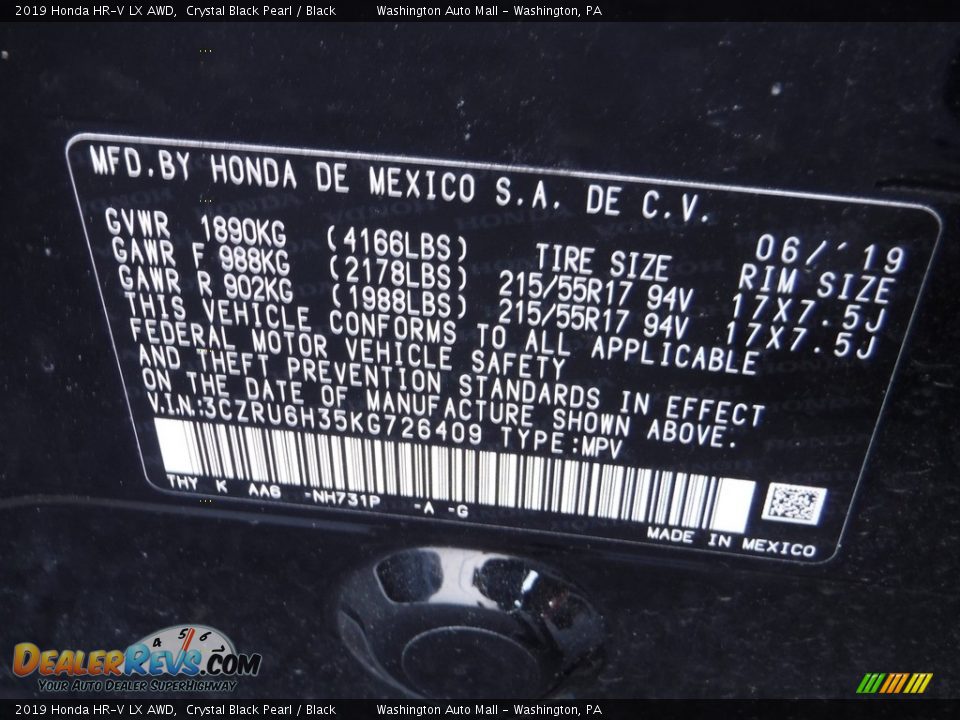 2019 Honda HR-V LX AWD,  Crystal Black Pearl / Black  Washington Auto Mall - Washington, PA
MFD.BY HONDA DE MEXICO S.A. DE C.V.
06/'19
GVWR 1890KG (4166LBS) TIRE SIZE RIM SIZE
GAWR F 988KG (2178LBS) 215/55R17 94V 17X7.5J
GAWR R 902KG (1988LBS) 215/55R17 94V 17X7.5J
THIS VEHICLE CONFORMS TO ALL APPLICABLE
FEDERAL MOTOR VEHICLE SAFETY
AND THEFT PREVENTION STANDARDS IN EFFECT
ON THE DATE OF MANUFACTURE SHOWN ABOVE.
V.I.N.:3CZRU6H35KG726409 TYPE:MPV
THY K AAB -NH731P -A -G
MADE IN MEXICO
4 5 6
DEALERREVS.COM
YOUR AUTO DEALER SUPERHIGHWAY
2019 Honda HR-V LX AWD,  Crystal Black Pearl / Black  Washington Auto Mall - Washington, PA